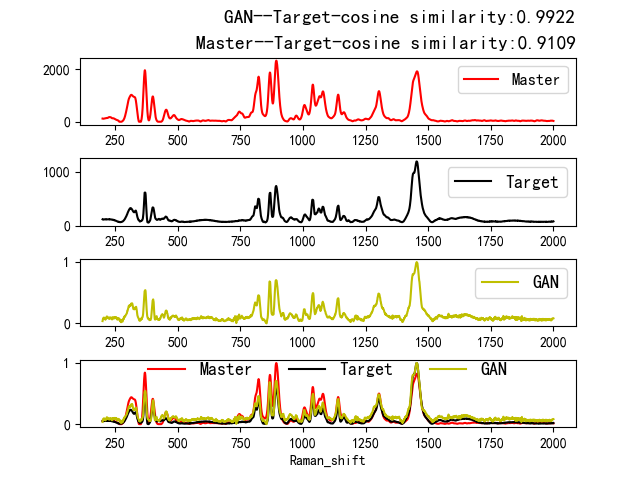 GAN--Target-cosine similarity:0.9922
Master--Target-cosine similarity:0.9109
2000
0
Master
250 500 750 1000 1250 1500 1750 2000
1000
0
Target
250 500 750 1000 1250 1500 1750 2000
1
0
GAN
250 500 750 1000 1250 1500 1750 2000
1
0
Master Target GAN
250 500 750 1000 1250 1500 1750 2000
Raman_shift